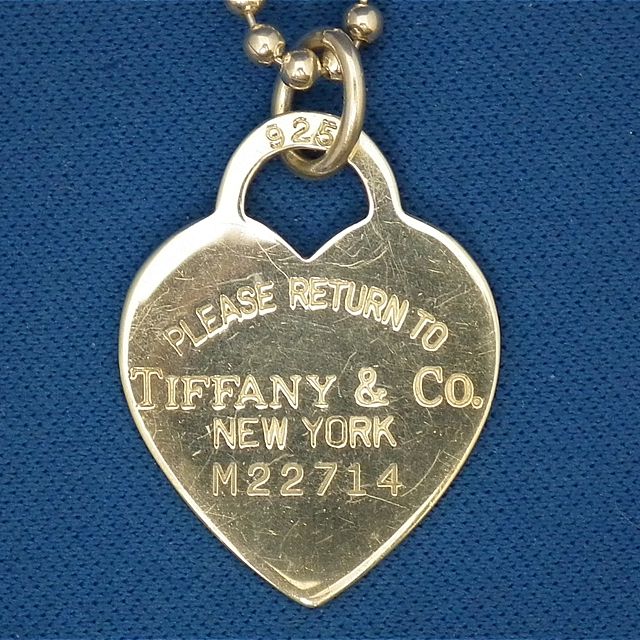 925
PLEASE RETURN TO
TIFFANY & CO.
NEW YORK
M22714